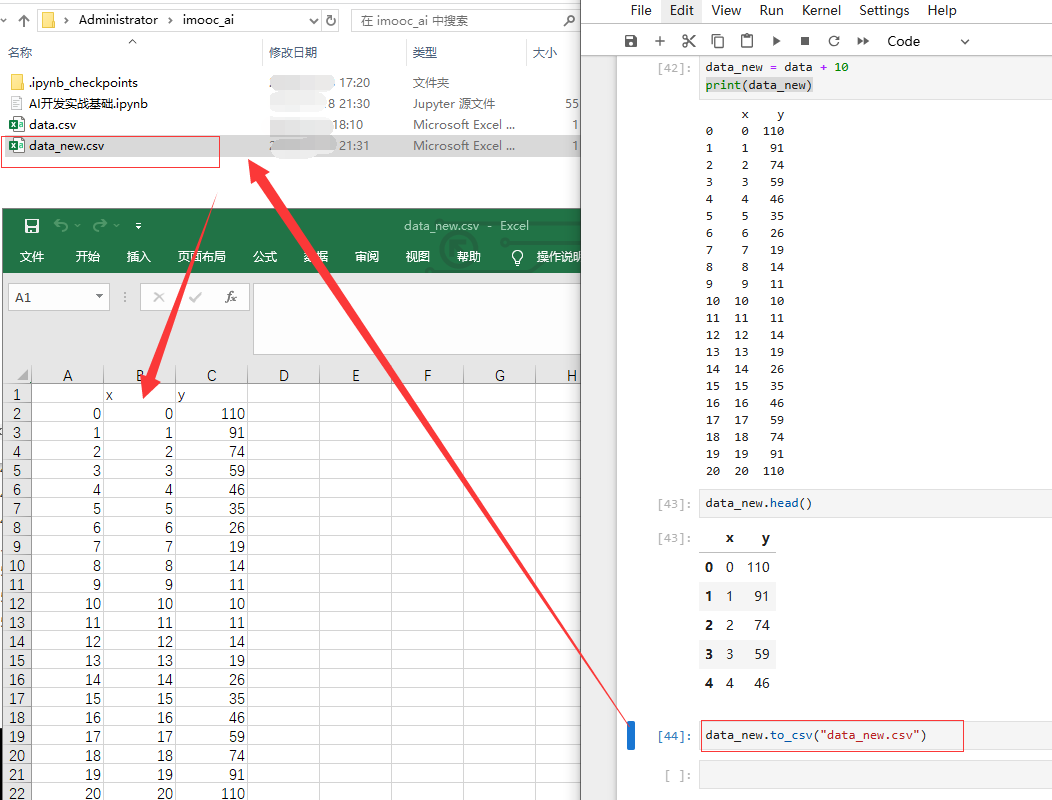 Administrator › imooc_ai
在 imooc_ai 中搜索
名称 修改日期 类型 大小
.ipynb_checkpoints 17:20 文件夹
AI开发实战基础.ipynb 8 21:30 Jupyter 源文件 55
data.csv 18:10 Microsoft Excel ... 1
data_new.csv 2 21:31 Microsoft Excel ... 1
data_new.csv - Excel
文件 开始 插入 页面布局 公式 数据 审阅 视图 帮助 操作说明
A1 fx
A B C D E F G H
1 x y
2 0 0 110
3 1 1 91
4 2 2 74
5 3 3 59
6 4 4 46
7 5 5 35
8 6 6 26
9 7 7 19
10 8 8 14
11 9 9 11
12 10 10 10
13 11 11 11
14 12 12 14
15 13 13 19
16 14 14 26
17 15 15 35
18 16 16 46
19 17 17 59
20 18 18 74
21 19 19 91
22 20 20 110
File Edit View Run Kernel Settings Help
Code
[42]: data_new = data + 10
print(data_new)
x y
0 0 110
1 1 91
2 2 74
3 3 59
4 4 46
5 5 35
6 6 26
7 7 19
8 8 14
9 9 11
10 10 10
11 11 11
12 12 14
13 13 19
14 14 26
15 15 35
16 16 46
17 17 59
18 18 74
19 19 91
20 20 110
[43]: data_new.head()
[43]: x y
0 0 110
1 1 91
2 2 74
3 3 59
4 4 46
[44]: data_new.to_csv("data_new.csv")
[ ]: